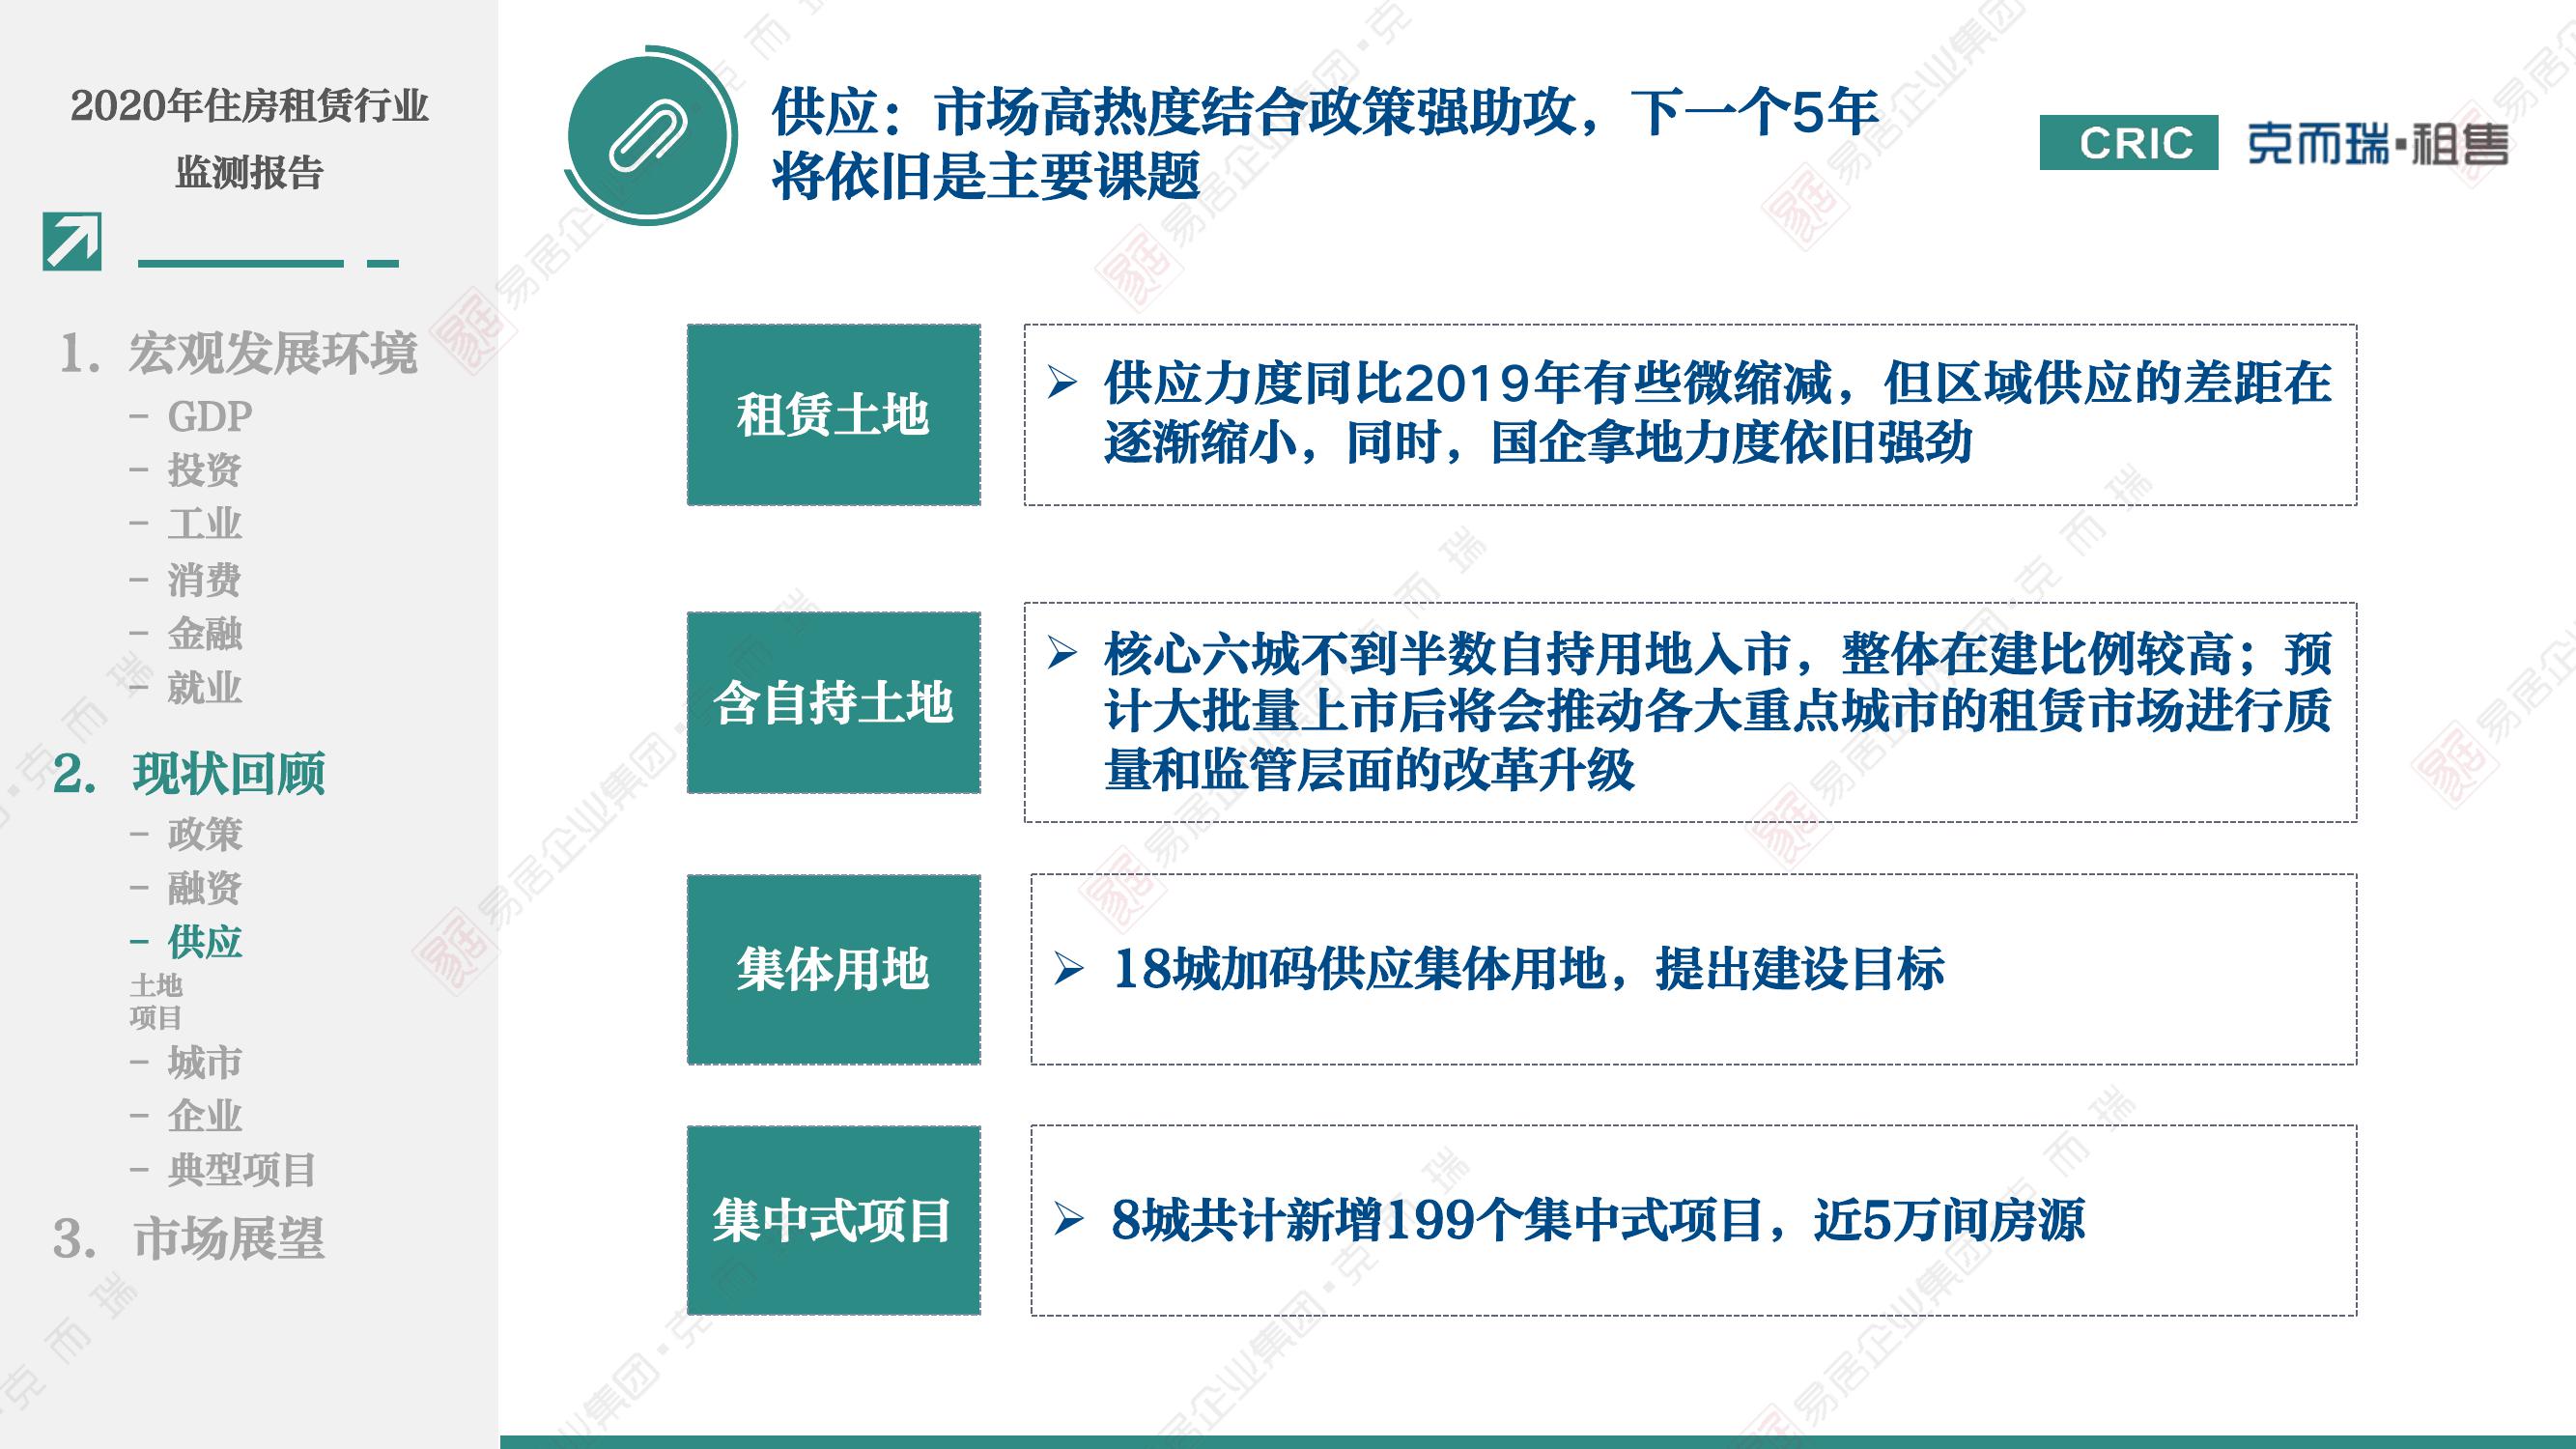 2020年住房租赁行业
监测报告
1. 宏观发展环境
– GDP
– 投资
– 工业
– 消费
– 金融
– 就业
2. 现状回顾
– 政策
– 融资
– 供应
土地
项目
– 城市
– 企业
– 典型项目
3. 市场展望
供应：市场高热度结合政策强助攻，下一个5年
将依旧是主要课题
CRIC 克而瑞·租售
租赁土地
➢ 供应力度同比2019年有些微缩减，但区域供应的差距在
逐渐缩小，同时，国企拿地力度依旧强劲
含自持土地
➢ 核心六城不到半数自持用地入市，整体在建比例较高；预
计大批量上市后将会推动各大重点城市的租赁市场进行质
量和监管层面的改革升级
集体用地
➢ 18城加码供应集体用地，提出建设目标
集中式项目
➢ 8城共计新增199个集中式项目，近5万间房源
易居企业集团·克而瑞